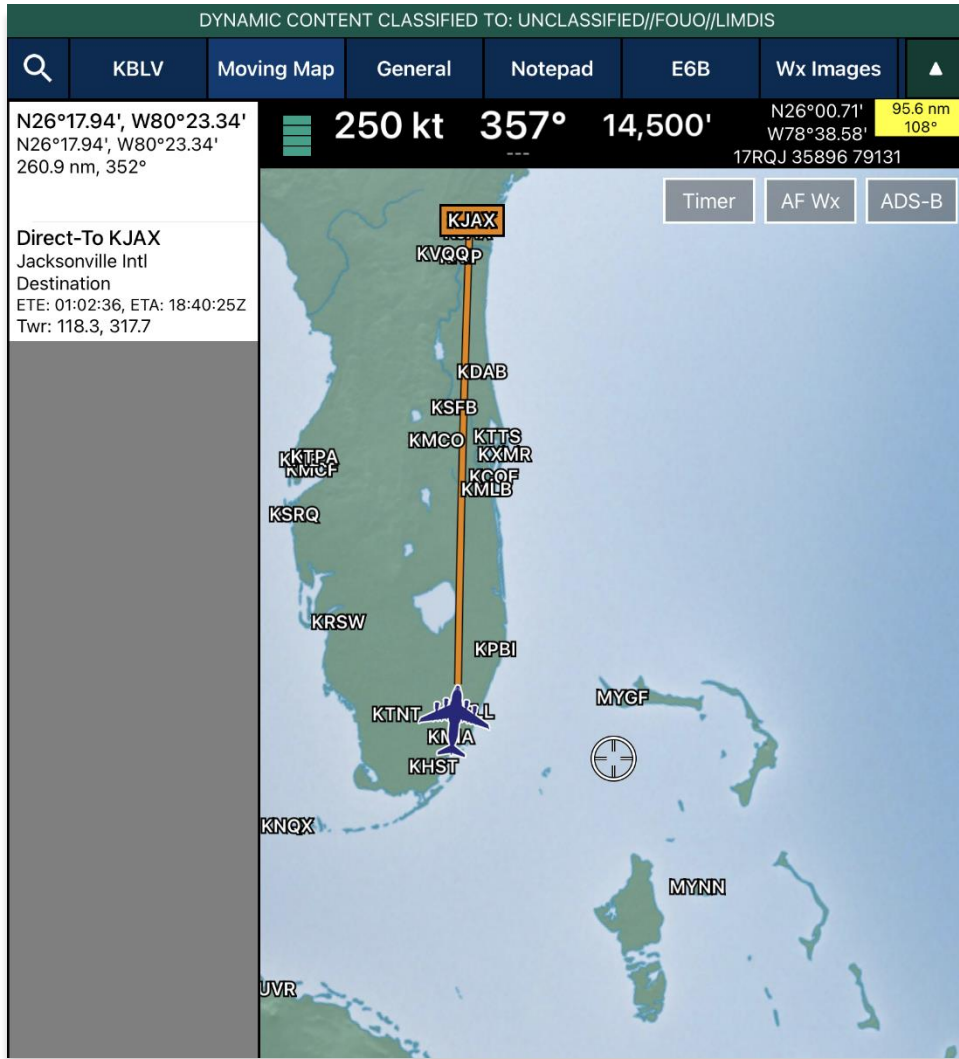 DYNAMIC CONTENT CLASSIFIED TO: UNCLASSIFIED//FOUO//LIMDIS
KBLV
Moving Map
General
Notepad
E6B
Wx Images
N26°17.94', W80°23.34'
N26°17.94', W80°23.34'
260.9 nm, 352°
Direct-To KJAX
Jacksonville Intl
Destination
ETE: 01:02:36, ETA: 18:40:25Z
Twr: 118.3, 317.7
250 kt
357°
---
14,500'
N26°00.71'
W78°38.58'
17RQJ 35896 79131
95.6 nm
108°
Timer
AF Wx
ADS-B
KJAX
KVQQ
KDAB
KSFB
KMCO
KTTS
KXMR
KTPA
KMCF
KCOF
KMLB
KSRQ
KRSW
KPBI
MYGF
KTNT
KMIA
KHST
KNQX
MYNN
UVR